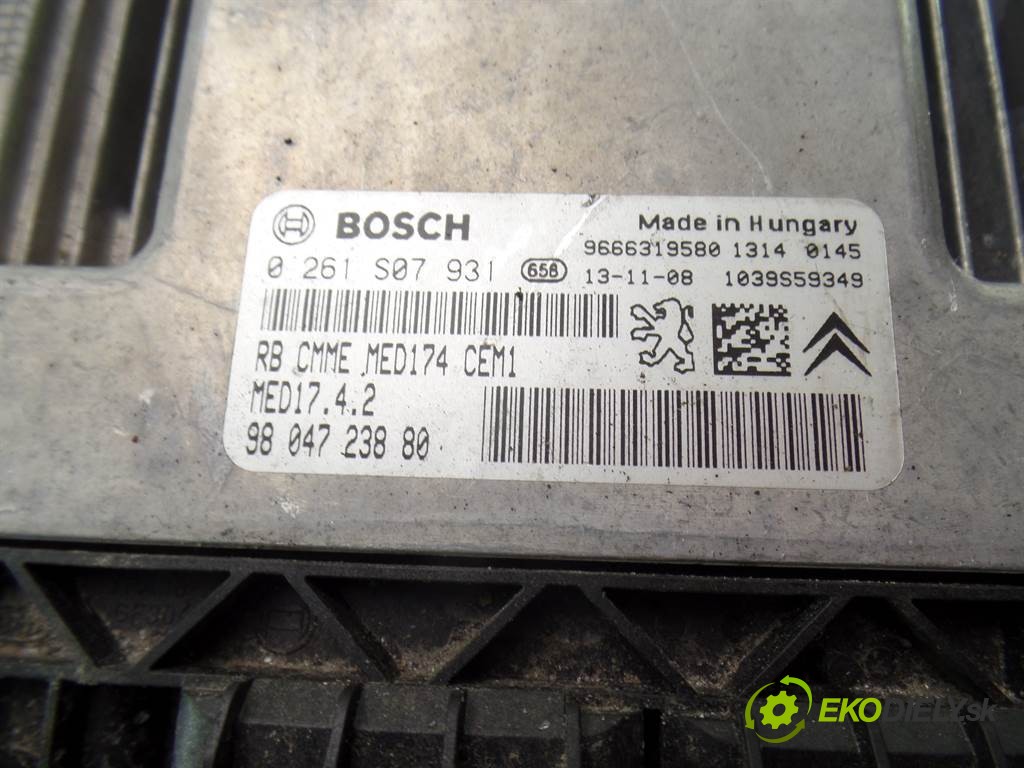 BOSCH
Made in Hungary
9666319580 1314 0145
0 261 S07 931 656 13-11-08 1039S59349
RB CMME MED174 CEM1
MED17.4.2
98 047 238 80
EKODIELY.sk